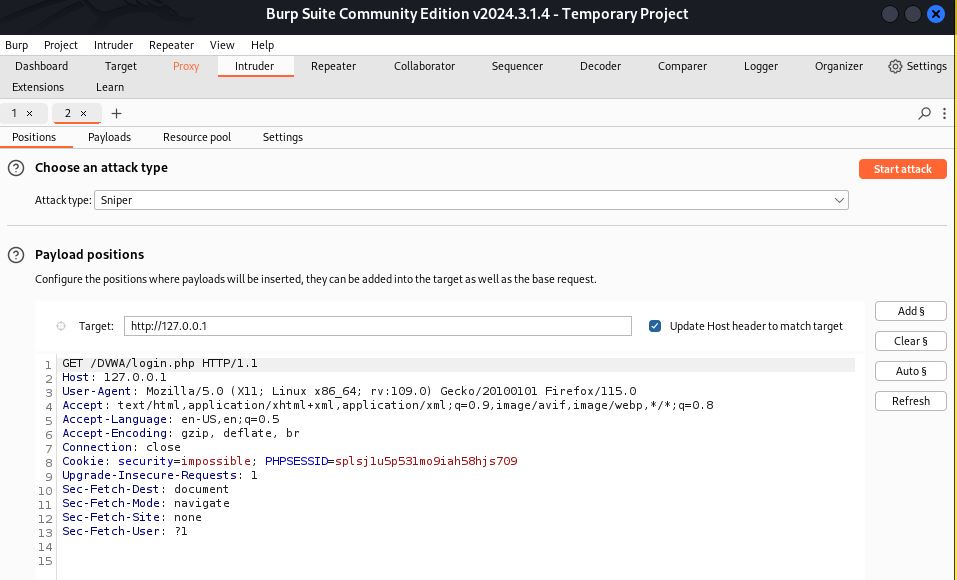 Burp Suite Community Edition v2024.3.1.4 - Temporary Project
Burp Project Intruder Repeater View Help
Dashboard Target Proxy Intruder Repeater Collaborator Sequencer Decoder Comparer Logger Organizer Settings
Extensions Learn
1 × 2 × +
Positions Payloads Resource pool Settings
? Choose an attack type Start attack
Attack type: Sniper
? Payload positions
Configure the positions where payloads will be inserted, they can be added into the target as well as the base request.
Add §
Target: http://127.0.0.1 Update Host header to match target
Clear §
Auto §
Refresh
1 GET /DVWA/login.php HTTP/1.1
2 Host: 127.0.0.1
3 User-Agent: Mozilla/5.0 (X11; Linux x86_64; rv:109.0) Gecko/20100101 Firefox/115.0
4 Accept: text/html,application/xhtml+xml,application/xml;q=0.9,image/avif,image/webp,*/*;q=0.8
5 Accept-Language: en-US,en;q=0.5
6 Accept-Encoding: gzip, deflate, br
7 Connection: close
8 Cookie: security=impossible; PHPSESSID=splsj1u5p531mo9iah58hjs709
9 Upgrade-Insecure-Requests: 1
10 Sec-Fetch-Dest: document
11 Sec-Fetch-Mode: navigate
12 Sec-Fetch-Site: none
13 Sec-Fetch-User: ?1
14
15